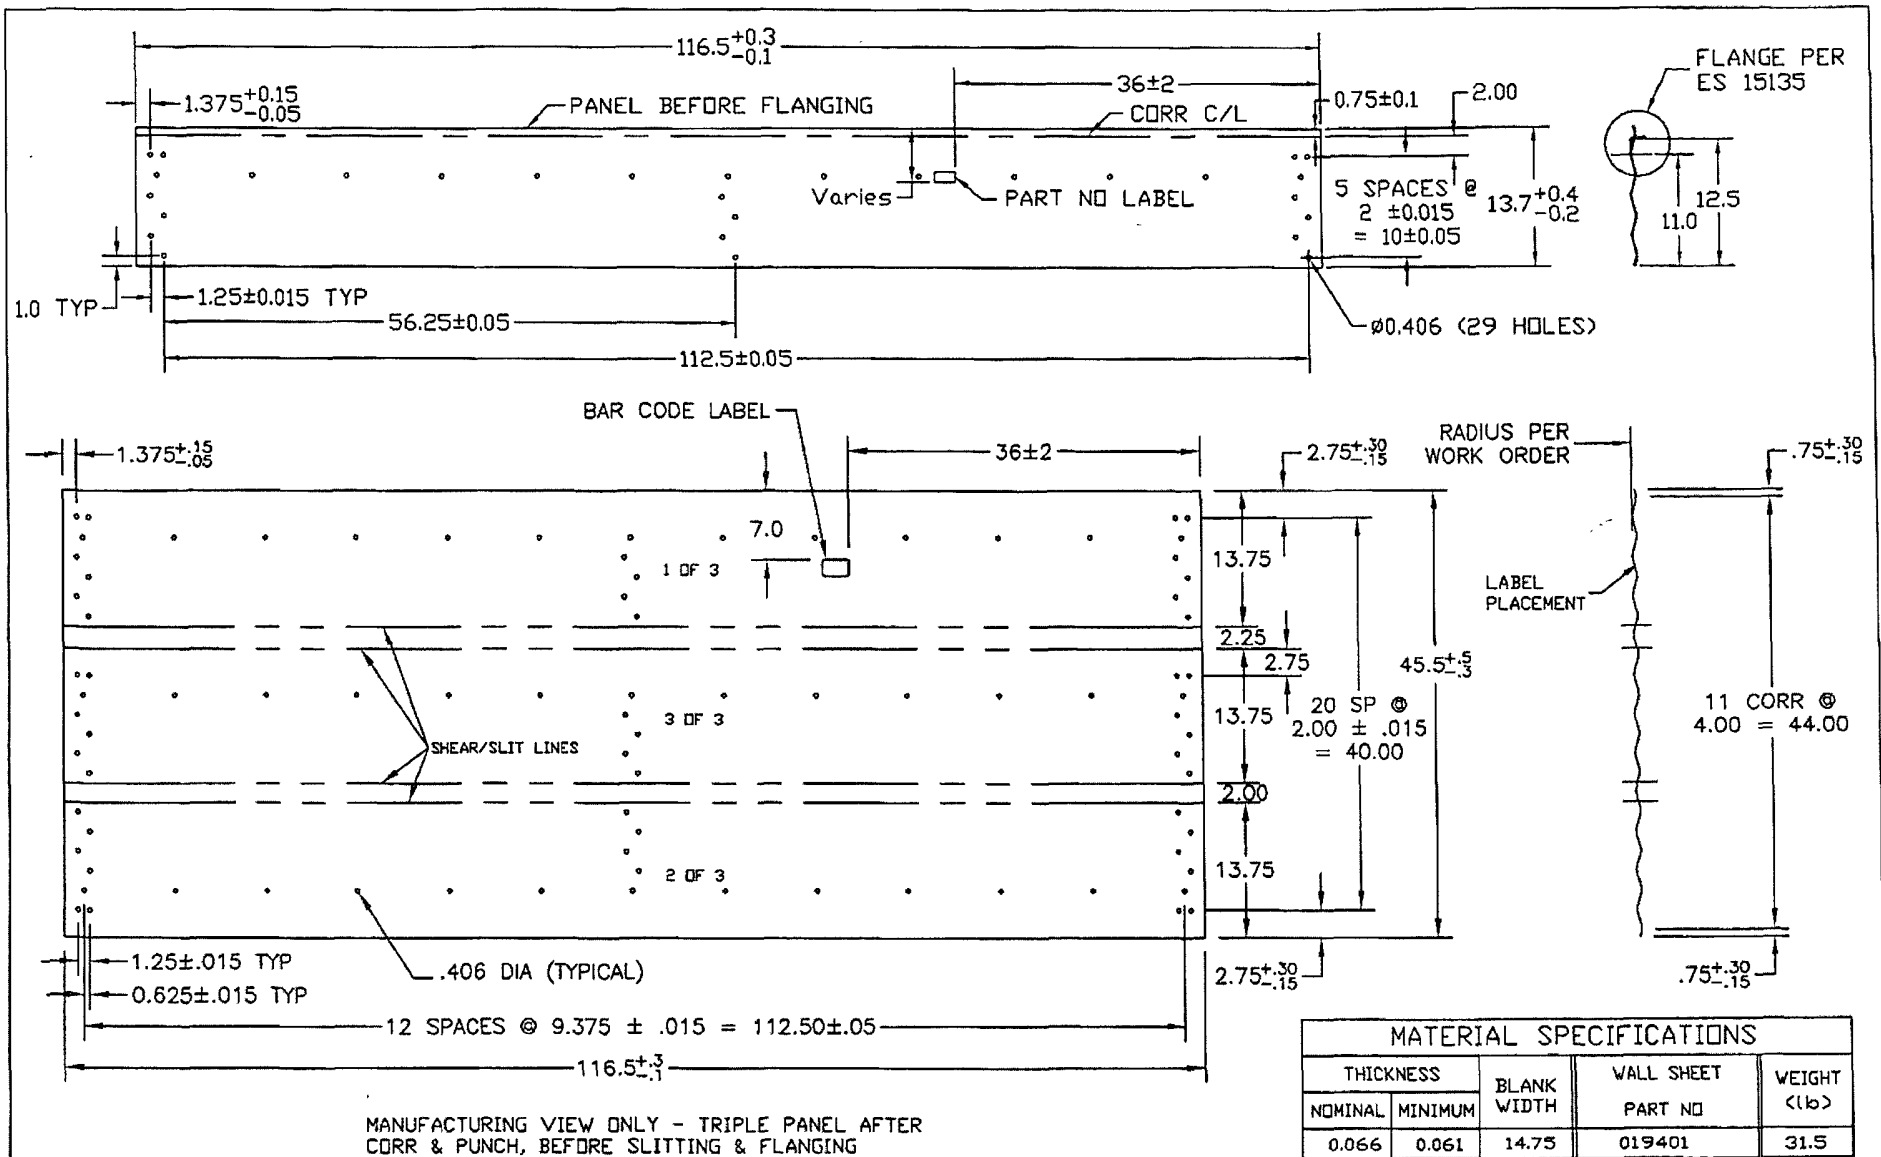 116.5+0.3
-0.1
36±2
FLANGE PER
ES 15135
1.375+0.15
-0.05
PANEL BEFORE FLANGING
CORR C/L
0.75±0.1
2.00
Varies
PART NO LABEL
5 SPACES @
2 ±0.015
= 10±0.05
13.7+0.4
-0.2
11.0
12.5
1.0 TYP
1.25±0.015 TYP
56.25±0.05
Ø0.406 (29 HOLES)
112.5±0.05
BAR CODE LABEL
1.375+.15
-.05
36±2
2.75+.30
-.15
RADIUS PER
WORK ORDER
.75+.30
-.15
7.0
13.75
1 OF 3
LABEL
PLACEMENT
2.25
2.75
45.5+.5
-.3
3 OF 3
13.75
20 SP @
2.00 ± .015
= 40.00
11 CORR @
4.00 = 44.00
SHEAR/SLIT LINES
2.00
13.75
2 OF 3
1.25±.015 TYP
.406 DIA (TYPICAL)
2.75+.30
-.15
.75+.30
-.15
0.625±.015 TYP
12 SPACES @ 9.375 ± .015 = 112.50±.05
116.5+.3
-.1
MANUFACTURING VIEW ONLY - TRIPLE PANEL AFTER
CORR & PUNCH, BEFORE SLITTING & FLANGING
MATERIAL SPECIFICATIONS
THICKNESS
BLANK
WIDTH
WALL SHEET
PART NO
WEIGHT
(lb)
NOMINAL MINIMUM
0.066 0.061 14.75 019401 31.5